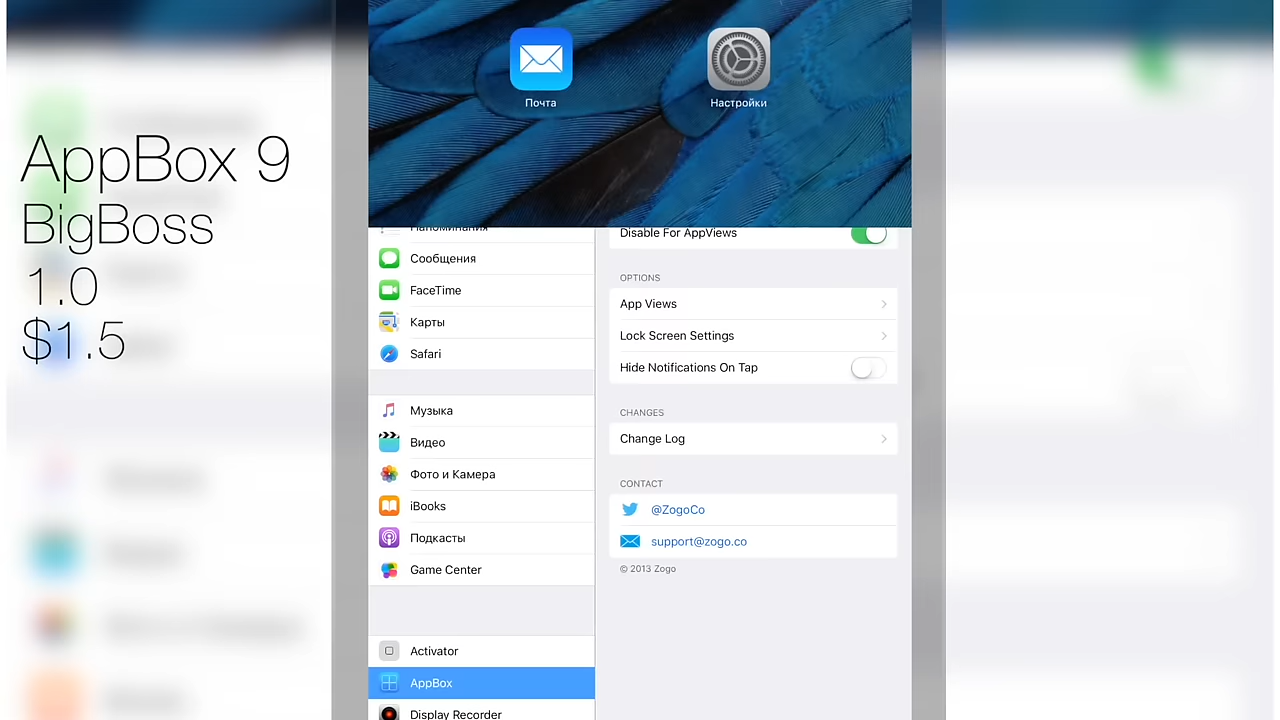 AppBox 9
BigBoss
1.0
$1.5
Почта
Настройки
Напоминания
Сообщения
FaceTime
Карты
Safari
Музыка
Видео
Фото и Камера
iBooks
Подкасты
Game Center
Activator
AppBox
Display Recorder
Disable For AppViews
OPTIONS
App Views
Lock Screen Settings
Hide Notifications On Tap
CHANGES
Change Log
CONTACT
@ZogoCo
support@zogo.co
© 2013 Zogo